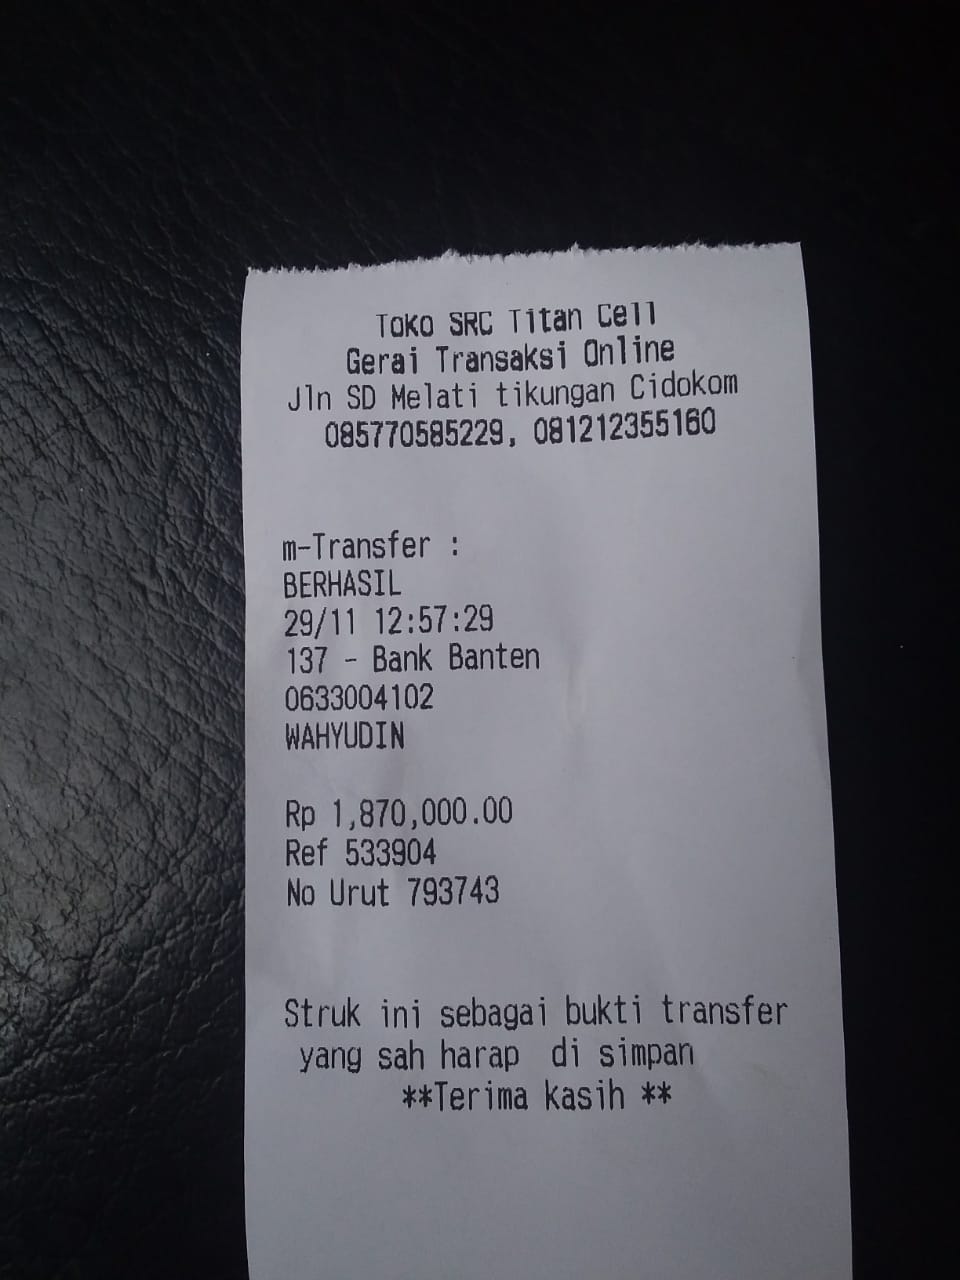 Toko SRC Titan Cell
Gerai Transaksi Online
Jln SD Melati tikungan Cidokom
085770585229, 081212355160
m-Transfer :
BERHASIL
29/11 12:57:29
137 - Bank Banten
0633004102
WAHYUDIN
Rp 1,870,000.00
Ref 533904
No Urut 793743
Struk ini sebagai bukti transfer
yang sah harap di simpan
**Terima kasih **